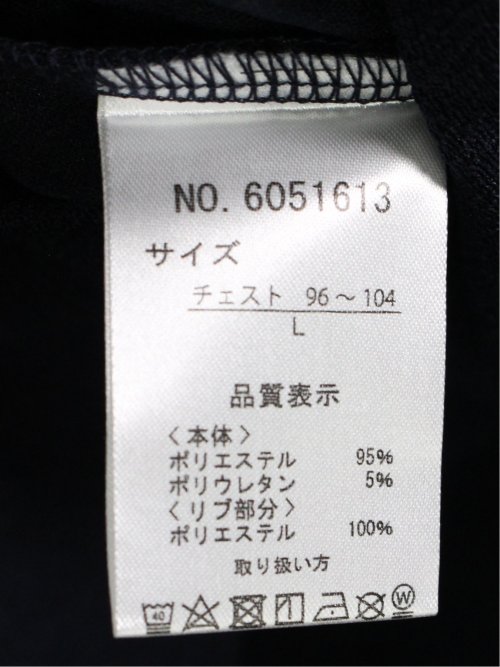 NO. 6051613
サイズ
チェスト 96～104
L
品質表示
〈本体〉
ポリエステル 95%
ポリウレタン 5%
〈リブ部分〉
ポリエステル 100%
取り扱い方
40 W